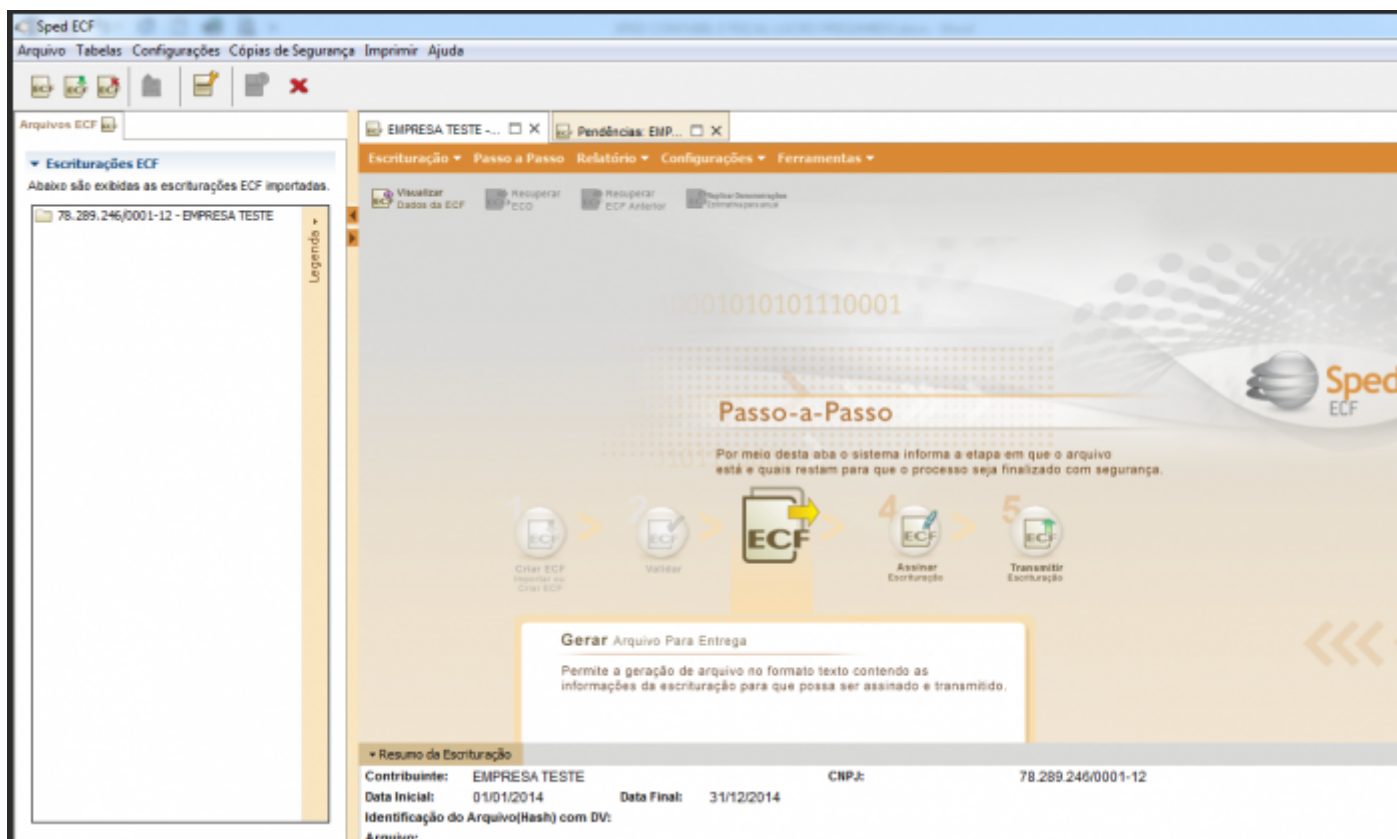 Sped ECF
Arquivo Tabelas Configurações Cópias de Segurança Imprimir Ajuda
Arquivos ECF
Escriturações ECF
Abaixo são exibidas as escriturações ECF importadas.
78.289.246/0001-12 - EMPRESA TESTE
Legenda
EMPRESA TESTE -...
Pendências: EMP...
Escrituração Passo a Passo Relatório Configurações Ferramentas
Visualizar
Dados da ECF
Recuperar
ECD
Recuperar
ECF Anterior
001010101110001
Sped
ECF
Passo-a-Passo
Por meio desta aba o sistema informa a etapa em que o arquivo
está e quais restam para que o processo seja finalizado com segurança.
1
Criar ECF
Importar ou
Criar ECF
2
Validar
ECF
4
Assinar
Escrituração
5
Transmitir
Escrituração
Gerar Arquivo Para Entrega
Permite a geração de arquivo no formato texto contendo as
informações da escrituração para que possa ser assinado e transmitido.
Resumo da Escrituração
Contribuinte: EMPRESA TESTE CNPJ: 78.289.246/0001-12
Data Inicial: 01/01/2014 Data Final: 31/12/2014
Identificação do Arquivo(Hash) com DV:
Arquivo: